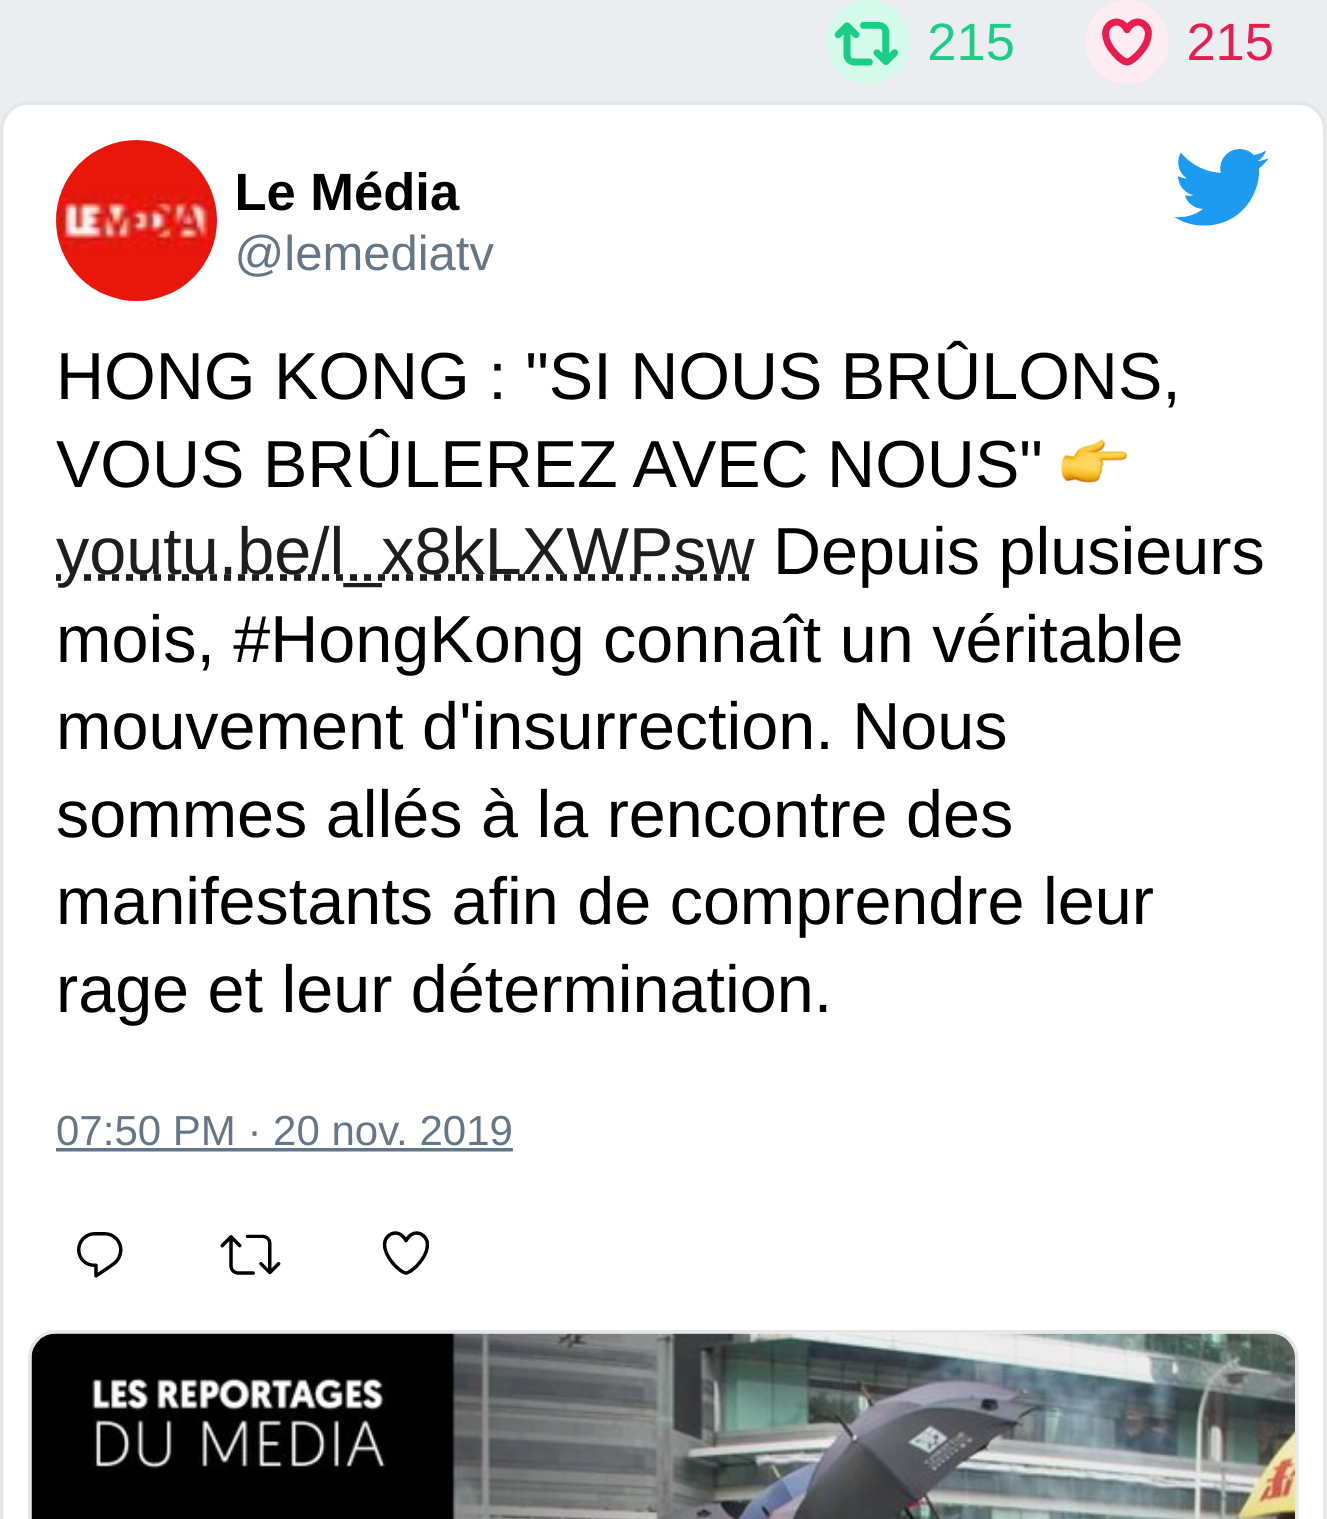 215 215
LE MEDIA
Le Média
@lemediatv
HONG KONG : "SI NOUS BRÛLONS,
VOUS BRÛLEREZ AVEC NOUS" 👉
youtu.be/l_x8kLXWPsw Depuis plusieurs
mois, #HongKong connaît un véritable
mouvement d'insurrection. Nous
sommes allés à la rencontre des
manifestants afin de comprendre leur
rage et leur détermination.
07:50 PM · 20 nov. 2019
LES REPORTAGES
DU MEDIA